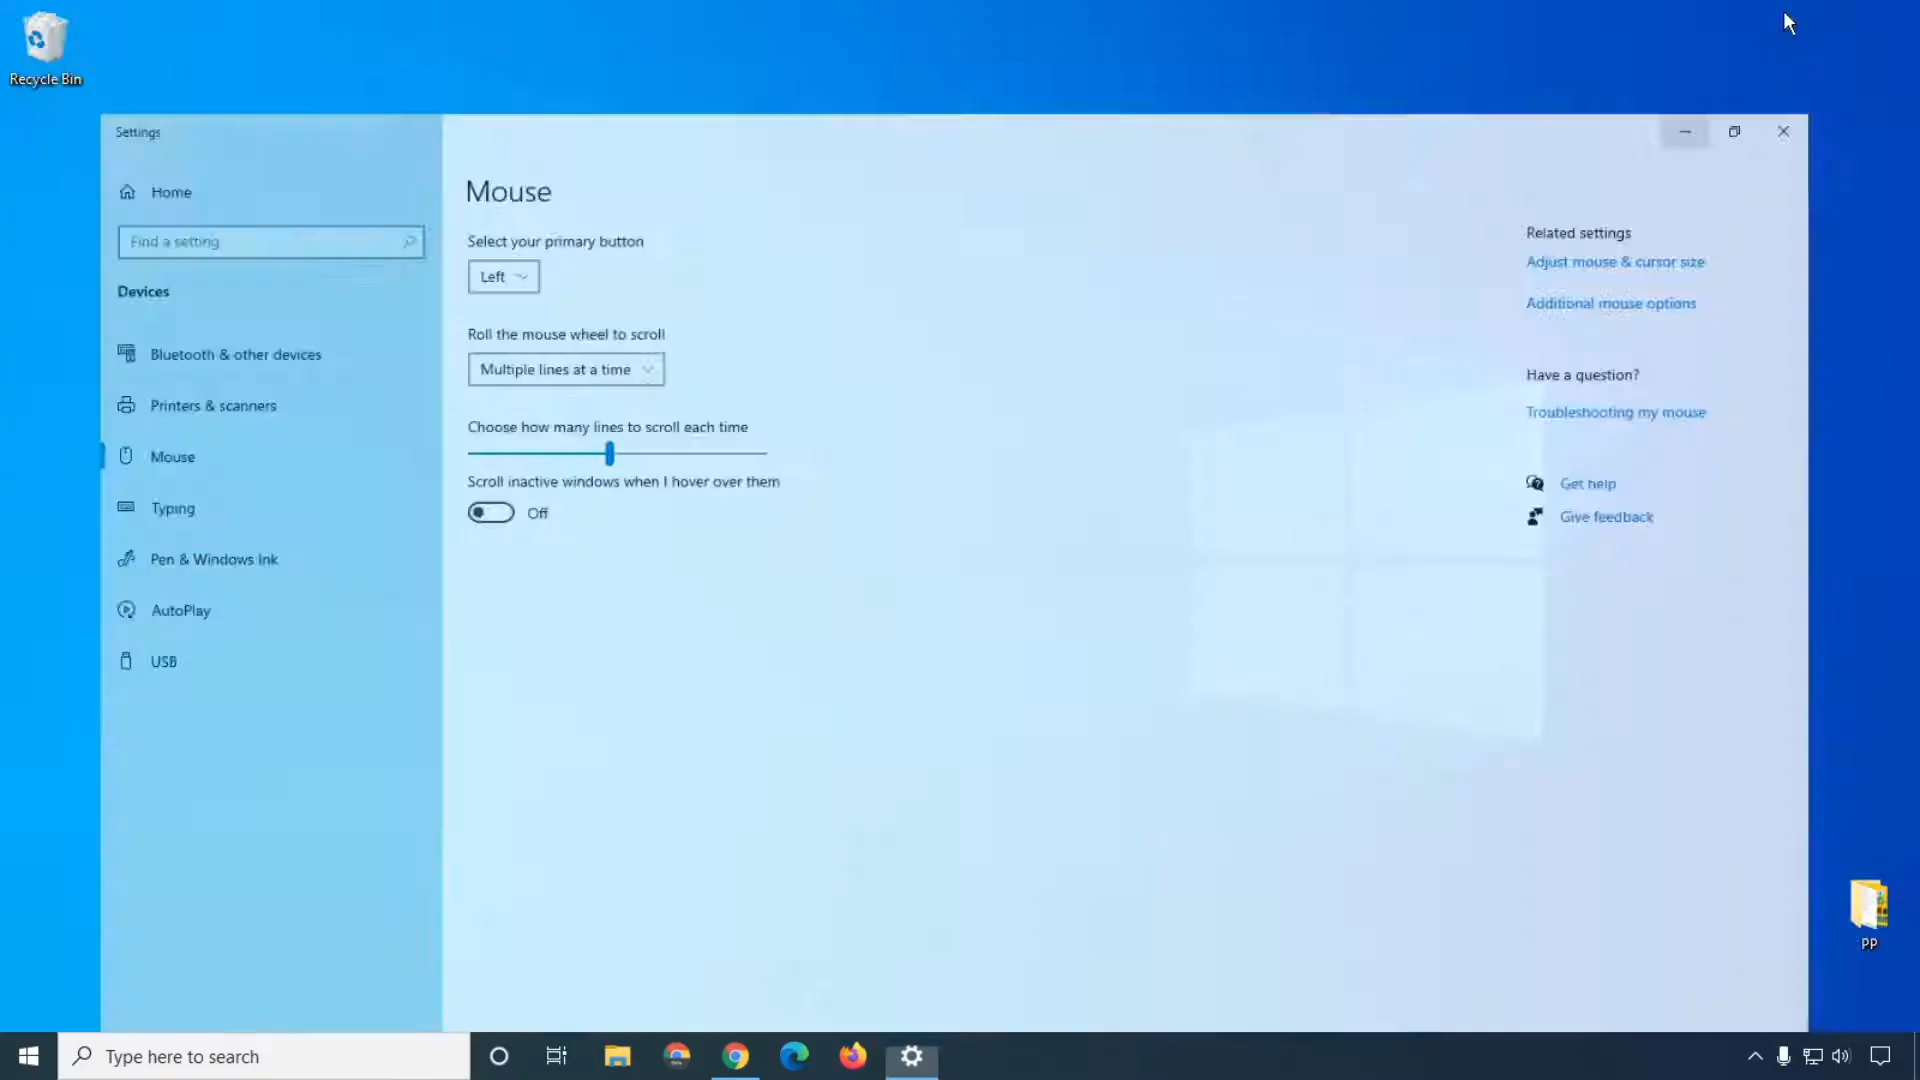 Recycle Bin
Settings
Home
Find a setting
Devices
Bluetooth & other devices
Printers & scanners
Mouse
Typing
Pen & Windows Ink
AutoPlay
USB
Mouse
Select your primary button
Left
Roll the mouse wheel to scroll
Multiple lines at a time
Choose how many lines to scroll each time
Scroll inactive windows when I hover over them
Off
Related settings
Adjust mouse & cursor size
Additional mouse options
Have a question?
Troubleshooting my mouse
Get help
Give feedback
PP
Type here to search